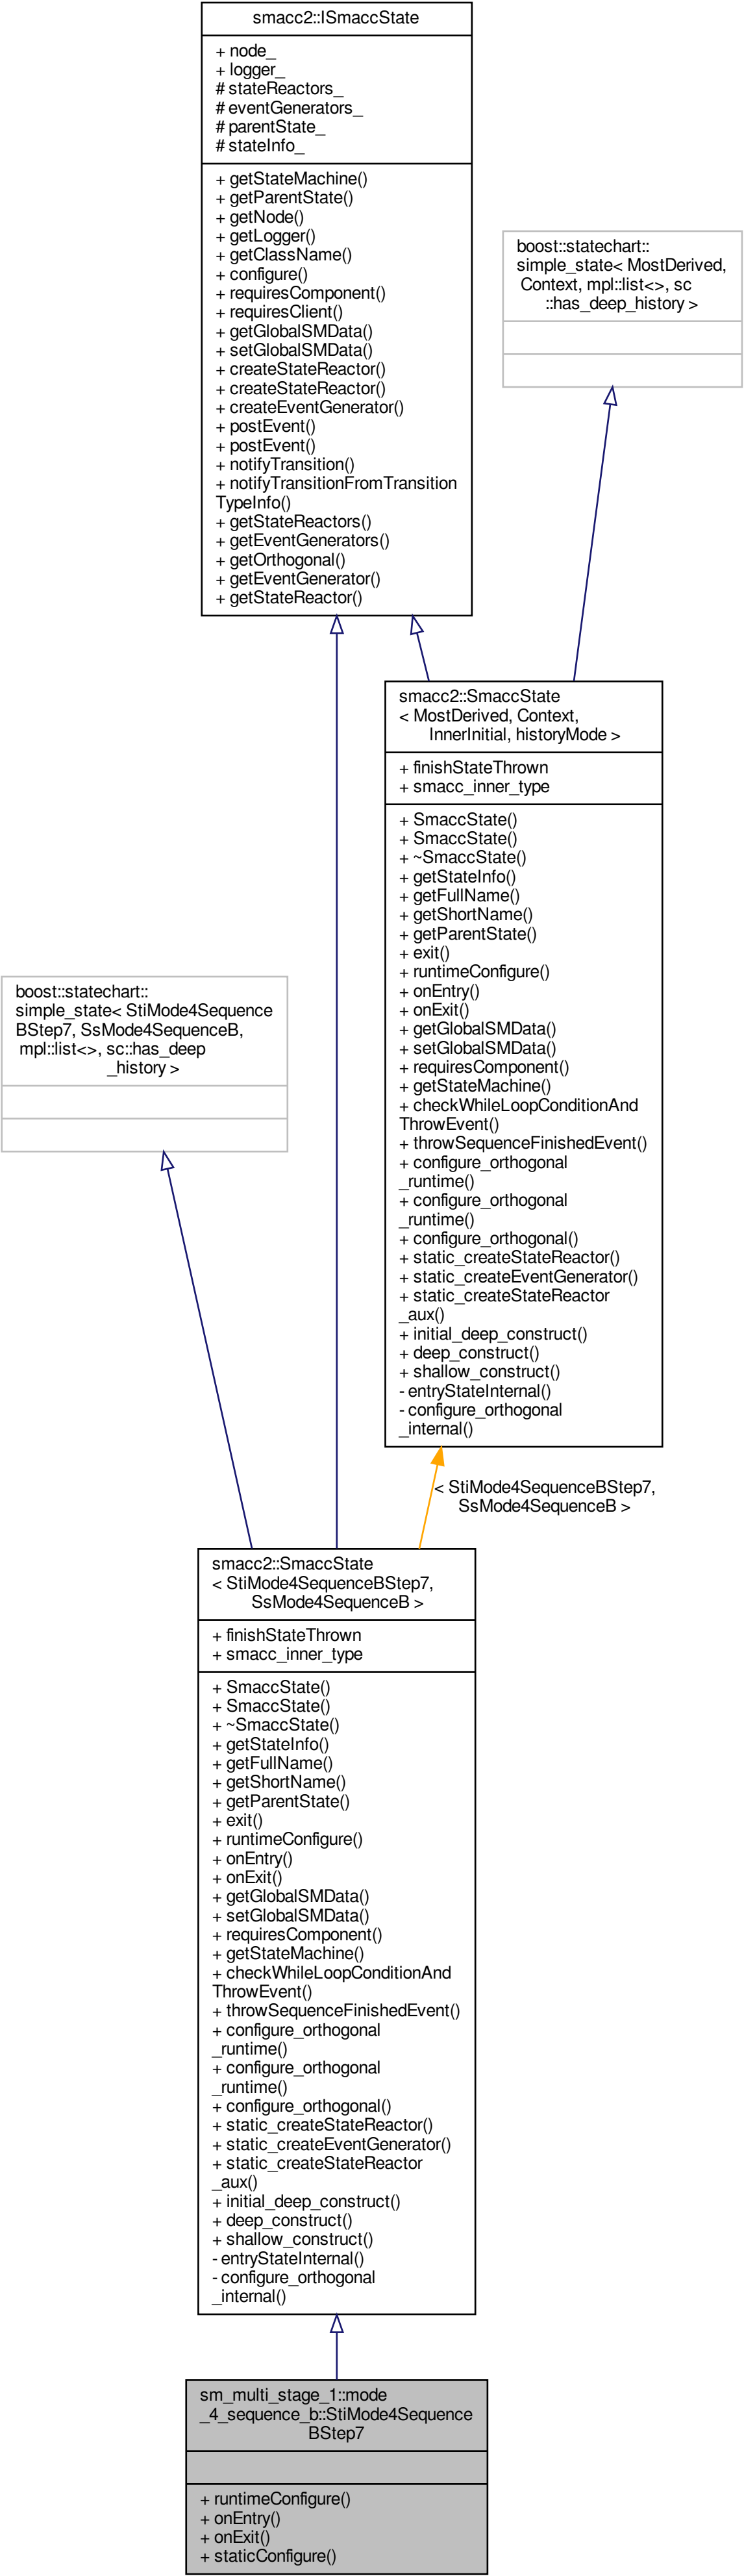 smacc2::ISmaccState
+ node_
+ logger_
# stateReactors_
# eventGenerators_
# parentState_
# stateInfo_
+ getStateMachine()
+ getParentState()
+ getNode()
+ getLogger()
+ getClassName()
+ configure()
+ requiresComponent()
+ requiresClient()
+ getGlobalSMData()
+ setGlobalSMData()
+ createStateReactor()
+ createStateReactor()
+ createEventGenerator()
+ postEvent()
+ postEvent()
+ notifyTransition()
+ notifyTransitionFromTransition
TypeInfo()
+ getStateReactors()
+ getEventGenerators()
+ getOrthogonal()
+ getEventGenerator()
+ getStateReactor()
boost::statechart::
simple_state< MostDerived,
Context, mpl::list<>, sc
::has_deep_history >
smacc2::SmaccState
< MostDerived, Context,
InnerInitial, historyMode >
+ finishStateThrown
+ smacc_inner_type
+ SmaccState()
+ SmaccState()
+ ~SmaccState()
+ getStateInfo()
+ getFullName()
+ getShortName()
+ getParentState()
+ exit()
+ runtimeConfigure()
+ onEntry()
+ onExit()
+ getGlobalSMData()
+ setGlobalSMData()
+ requiresComponent()
+ getStateMachine()
+ checkWhileLoopConditionAnd
ThrowEvent()
+ throwSequenceFinishedEvent()
+ configure_orthogonal
_runtime()
+ configure_orthogonal
_runtime()
+ configure_orthogonal()
+ static_createStateReactor()
+ static_createEventGenerator()
+ static_createStateReactor
_aux()
+ initial_deep_construct()
+ deep_construct()
+ shallow_construct()
- entryStateInternal()
- configure_orthogonal
_internal()
boost::statechart::
simple_state< StiMode4Sequence
BStep7, SsMode4SequenceB,
mpl::list<>, sc::has_deep
_history >
< StiMode4SequenceBStep7,
SsMode4SequenceB >
smacc2::SmaccState
< StiMode4SequenceBStep7,
SsMode4SequenceB >
+ finishStateThrown
+ smacc_inner_type
+ SmaccState()
+ SmaccState()
+ ~SmaccState()
+ getStateInfo()
+ getFullName()
+ getShortName()
+ getParentState()
+ exit()
+ runtimeConfigure()
+ onEntry()
+ onExit()
+ getGlobalSMData()
+ setGlobalSMData()
+ requiresComponent()
+ getStateMachine()
+ checkWhileLoopConditionAnd
ThrowEvent()
+ throwSequenceFinishedEvent()
+ configure_orthogonal
_runtime()
+ configure_orthogonal
_runtime()
+ configure_orthogonal()
+ static_createStateReactor()
+ static_createEventGenerator()
+ static_createStateReactor
_aux()
+ initial_deep_construct()
+ deep_construct()
+ shallow_construct()
- entryStateInternal()
- configure_orthogonal
_internal()
sm_multi_stage_1::mode
_4_sequence_b::StiMode4Sequence
BStep7
+ runtimeConfigure()
+ onEntry()
+ onExit()
+ staticConfigure()